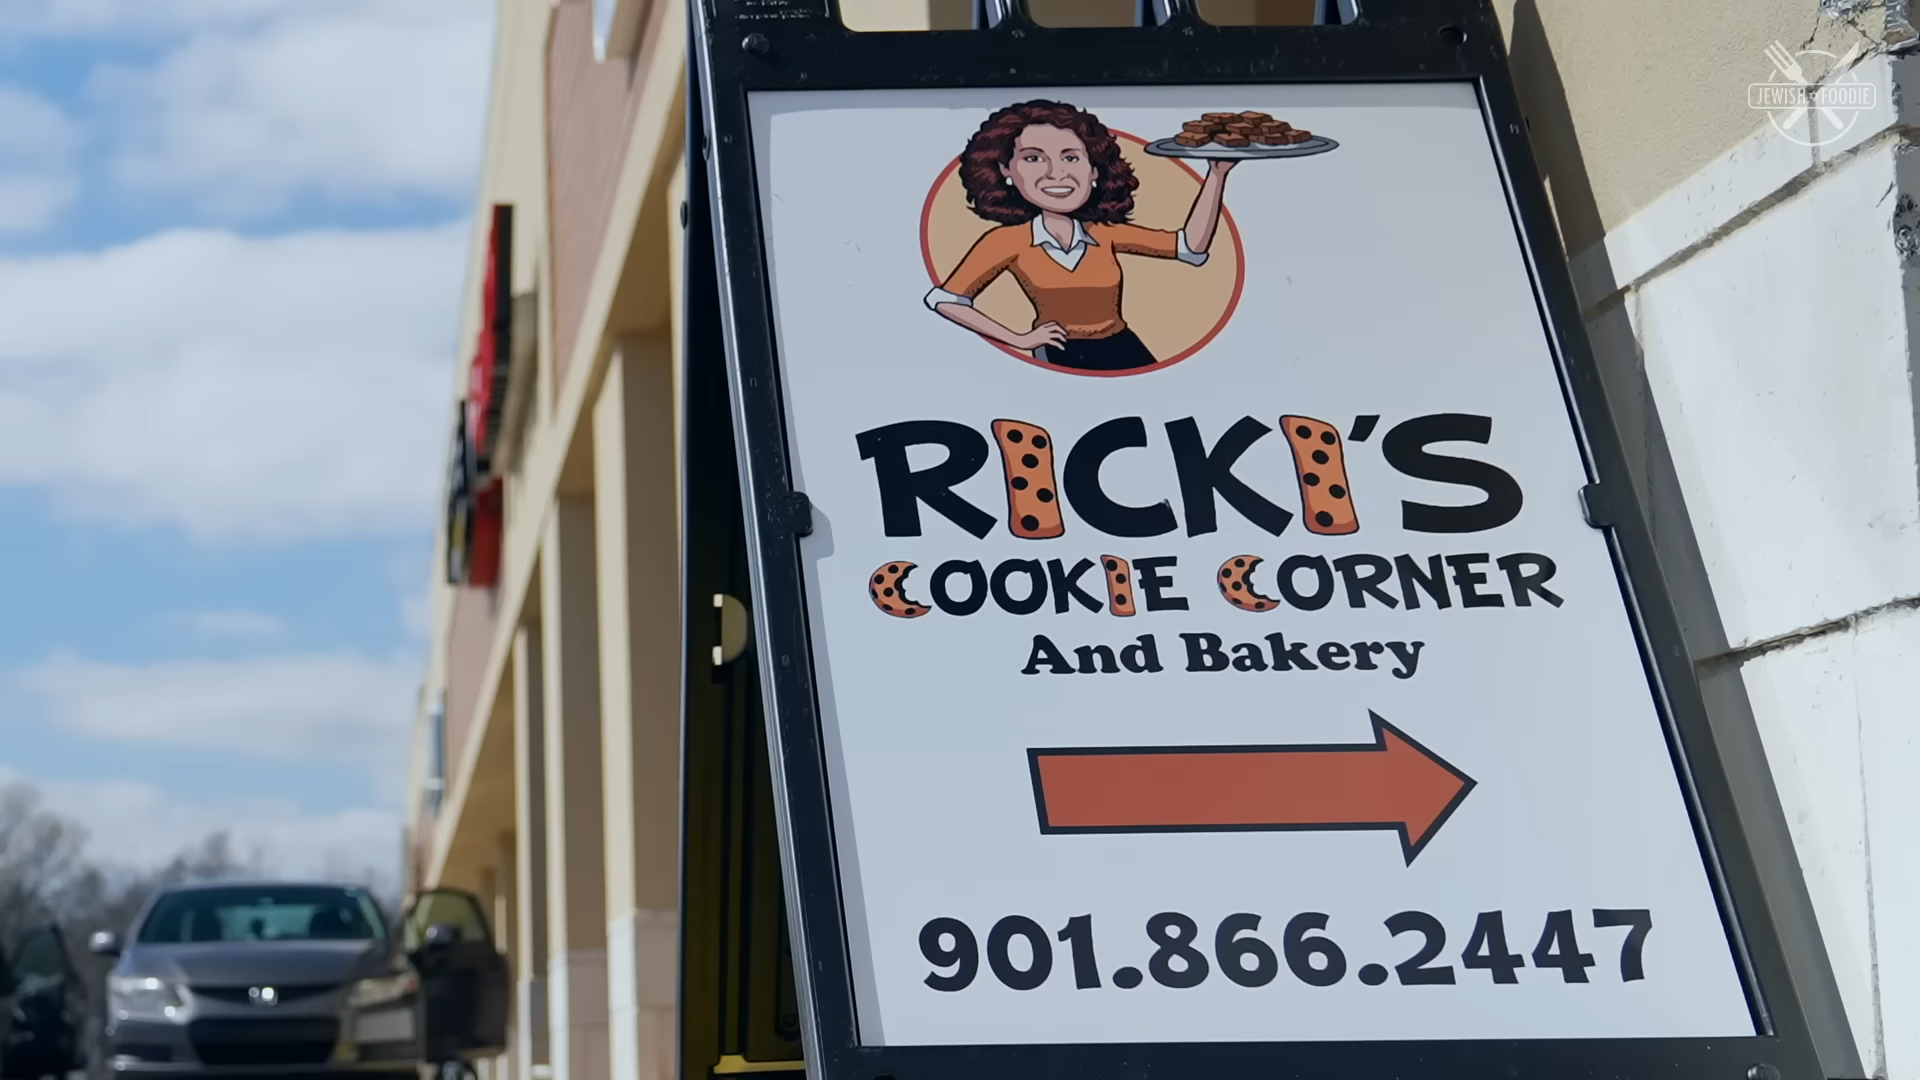 JEWISH FOODIE
RICKI'S
COOKIE CORNER
And Bakery
901.866.2447